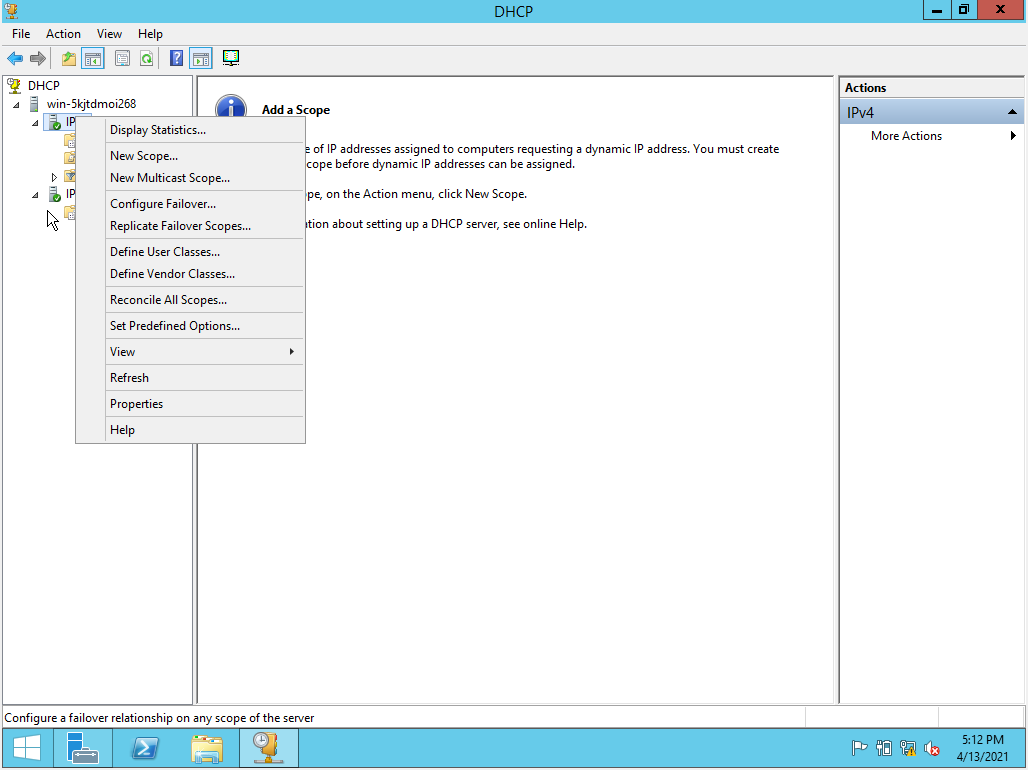 DHCP
File Action View Help
DHCP
win-5kjtdmoi268
IP
IP
Display Statistics...
New Scope...
New Multicast Scope...
Configure Failover...
Replicate Failover Scopes...
Define User Classes...
Define Vendor Classes...
Reconcile All Scopes...
Set Predefined Options...
View
Refresh
Properties
Help
Add a Scope
e of IP addresses assigned to computers requesting a dynamic IP address. You must create
cope before dynamic IP addresses can be assigned.
pe, on the Action menu, click New Scope.
tion about setting up a DHCP server, see online Help.
Actions
IPv4
More Actions
Configure a failover relationship on any scope of the server
5:12 PM
4/13/2021